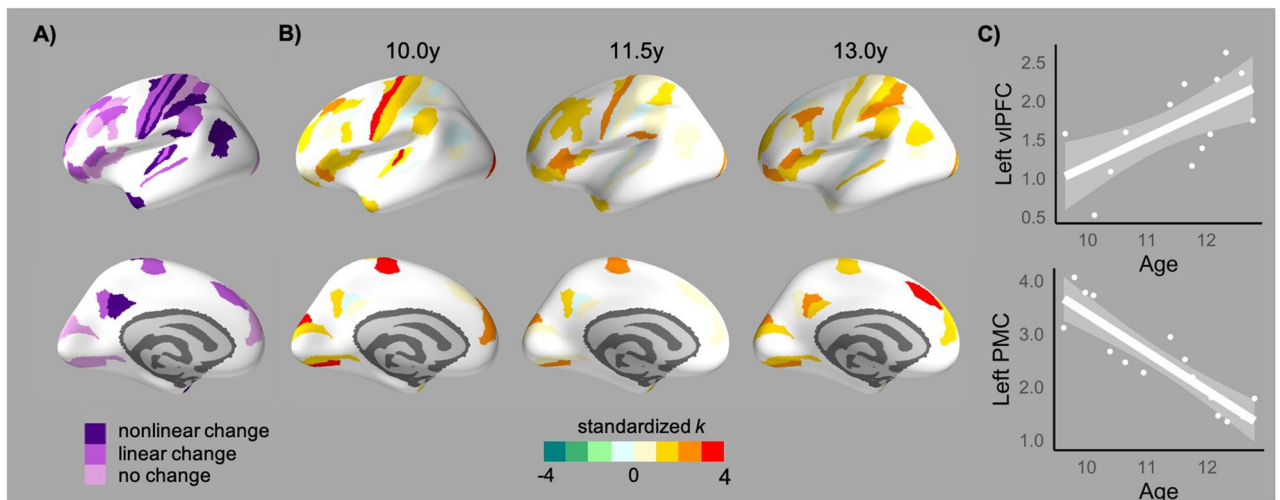 A)
B)
C)
10.0y
11.5y
13.0y
Left vlPFC
2.5
2.0
1.5
1.0
0.5
10
11
12
Age
Left PMC
4.0
3.0
2.0
1.0
10
11
12
Age
nonlinear change
linear change
no change
standardized k
-4
0
4